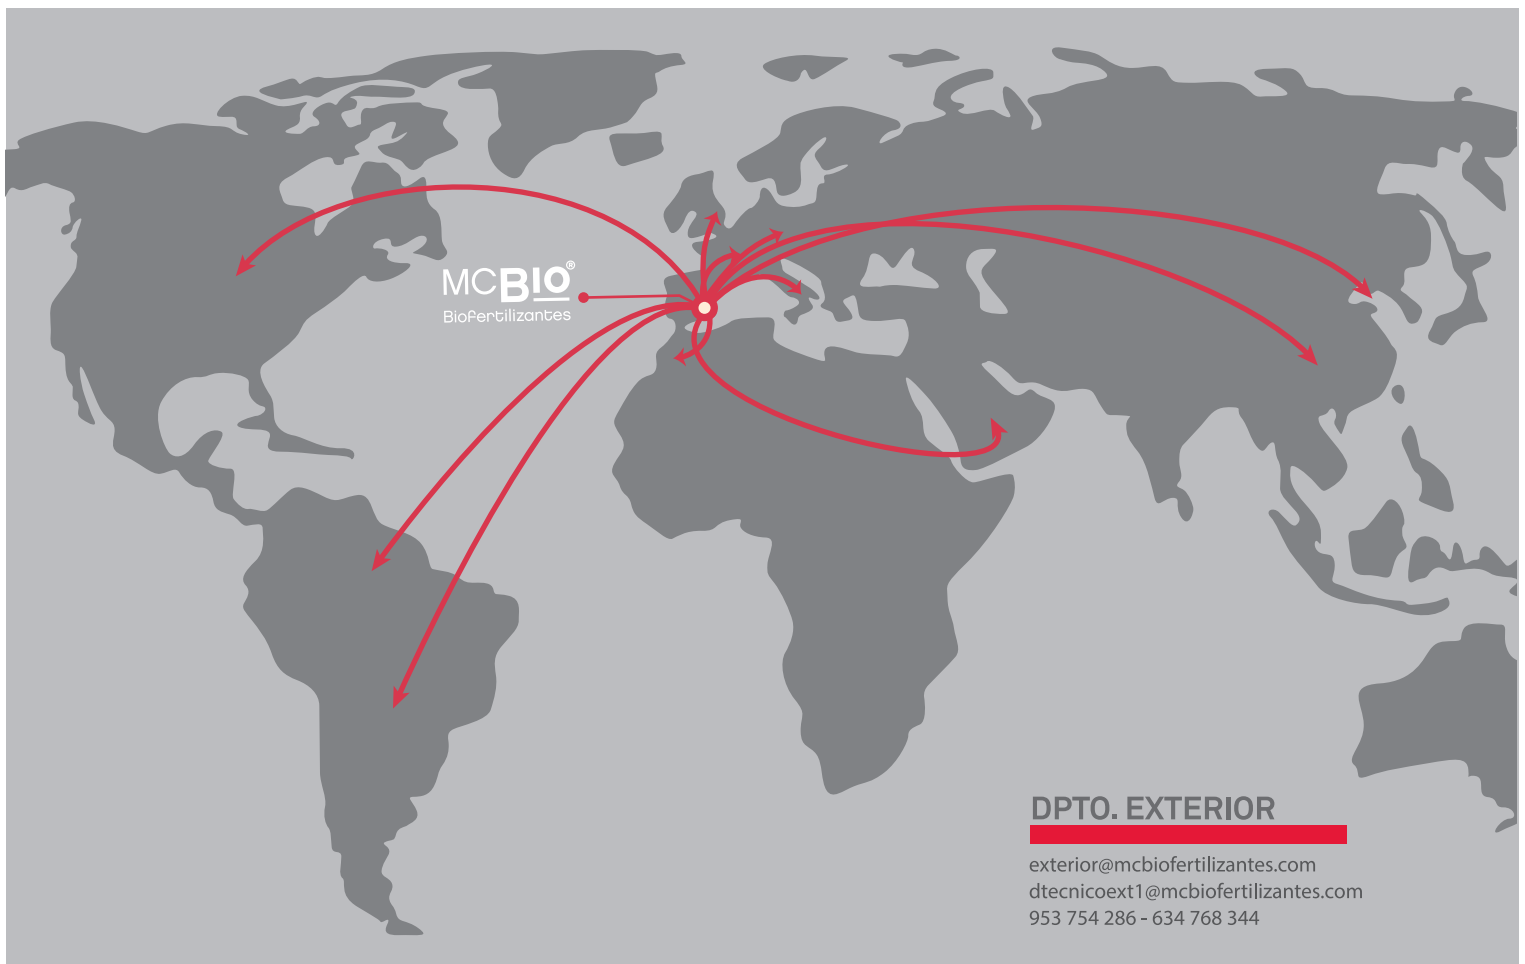 MCBIO®
Biofertilizantes
DPTO. EXTERIOR
exterior@mcbiofertilizantes.com
dtecnicoext1@mcbiofertilizantes.com
953 754 286 - 634 768 344